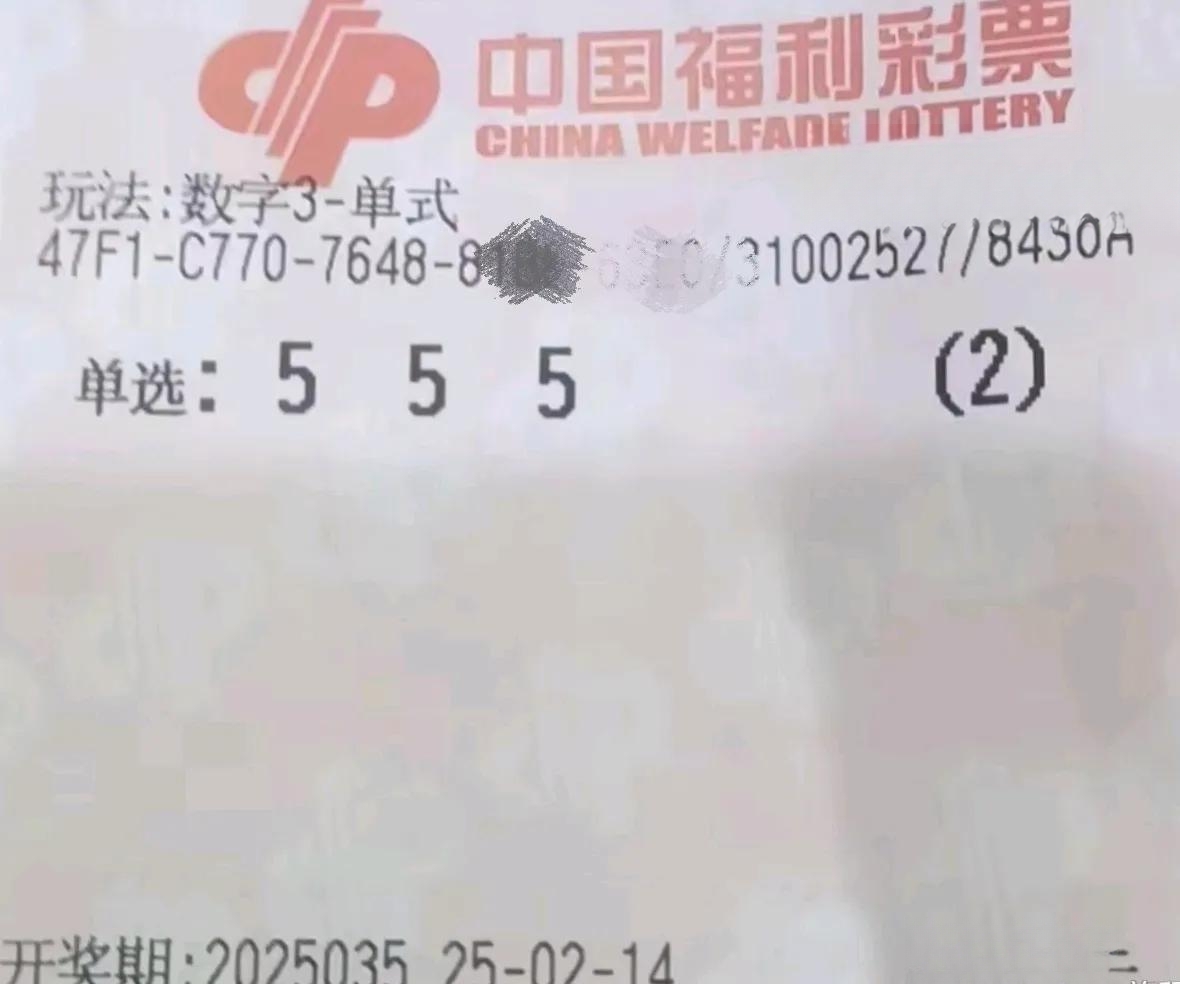 中国福利彩票
CHINA WELFARE LOTTERY
玩法:数字3-单式
47F1-C770-7648-8 /310025277/8430A
单选: 5 5 5 (2)
开奖期:2025035 25-02-14